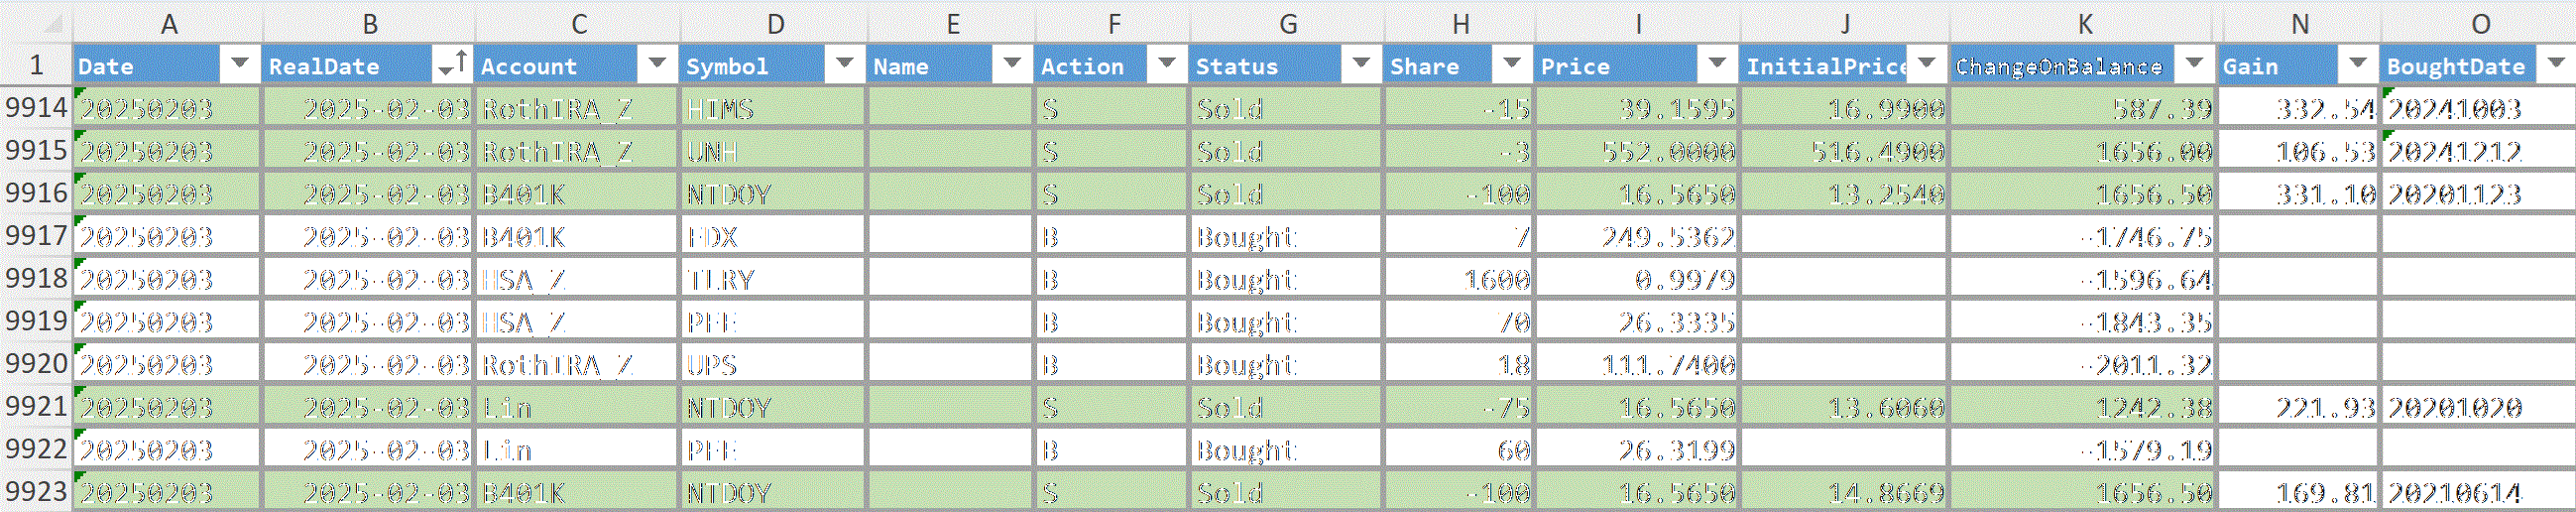 A B C D E F G H I J K N O
1 Date RealDate Account Symbol Name Action Status Share Price InitialPrice ChangeOnBalance Gain BoughtDate
9914 20250203 2025-02-03 RothIRA_Z HIMS S Sold -15 39.1595 16.9900 587.39 332.54 20241003
9915 20250203 2025-02-03 RothIRA_Z UNH S Sold -3 552.0000 516.4900 1656.00 106.53 20241212
9916 20250203 2025-02-03 B401K NTDOY S Sold -100 16.5650 13.2540 1656.50 331.10 20201123
9917 20250203 2025-02-03 B401K FDX B Bought 7 249.5362 -1746.75
9918 20250203 2025-02-03 HSA_Z TLRY B Bought 1600 0.9979 -1596.64
9919 20250203 2025-02-03 HSA_Z PFE B Bought 70 26.3335 -1843.35
9920 20250203 2025-02-03 RothIRA_Z UPS B Bought 18 111.7400 -2011.32
9921 20250203 2025-02-03 Lin NTDOY S Sold -75 16.5650 13.6060 1242.38 221.93 20201020
9922 20250203 2025-02-03 Lin PFE B Bought 60 26.3199 -1579.19
9923 20250203 2025-02-03 B401K NTDOY S Sold -100 16.5650 14.8669 1656.50 169.81 20210614